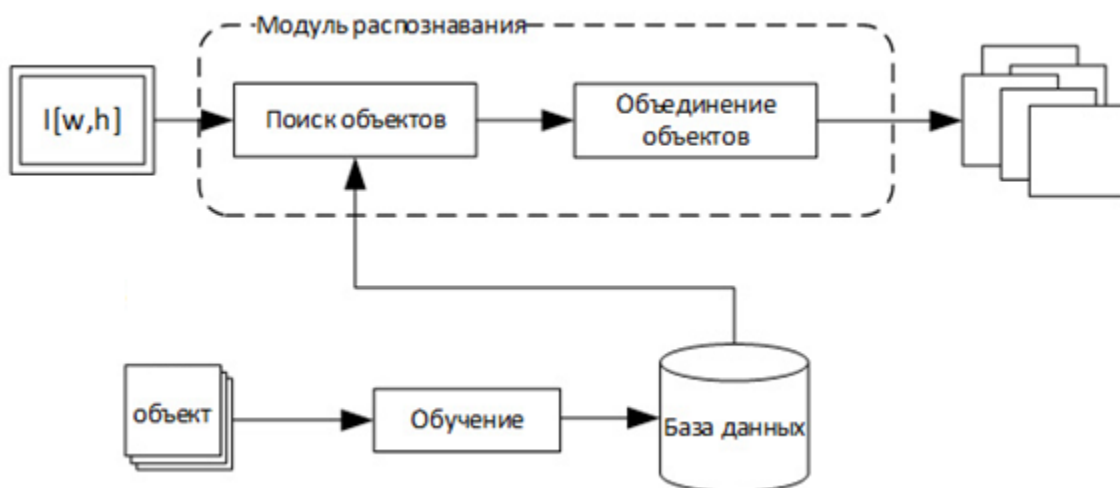 Модуль распознавания
I[w,h]
Поиск объектов
Объединение
объектов
объект
Обучение
База данных